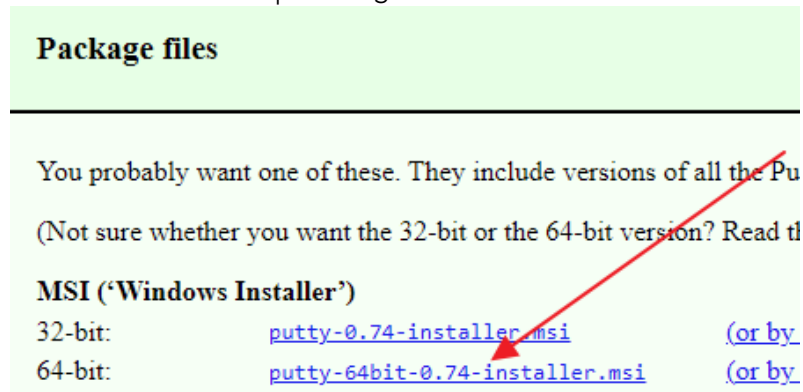 Package files
You probably want one of these. They include versions of all the Pu
(Not sure whether you want the 32-bit or the 64-bit version? Read th
MSI (‘Windows Installer’)
32-bit: putty-0.74-installer.msi (or by
64-bit: putty-64bit-0.74-installer.msi (or by